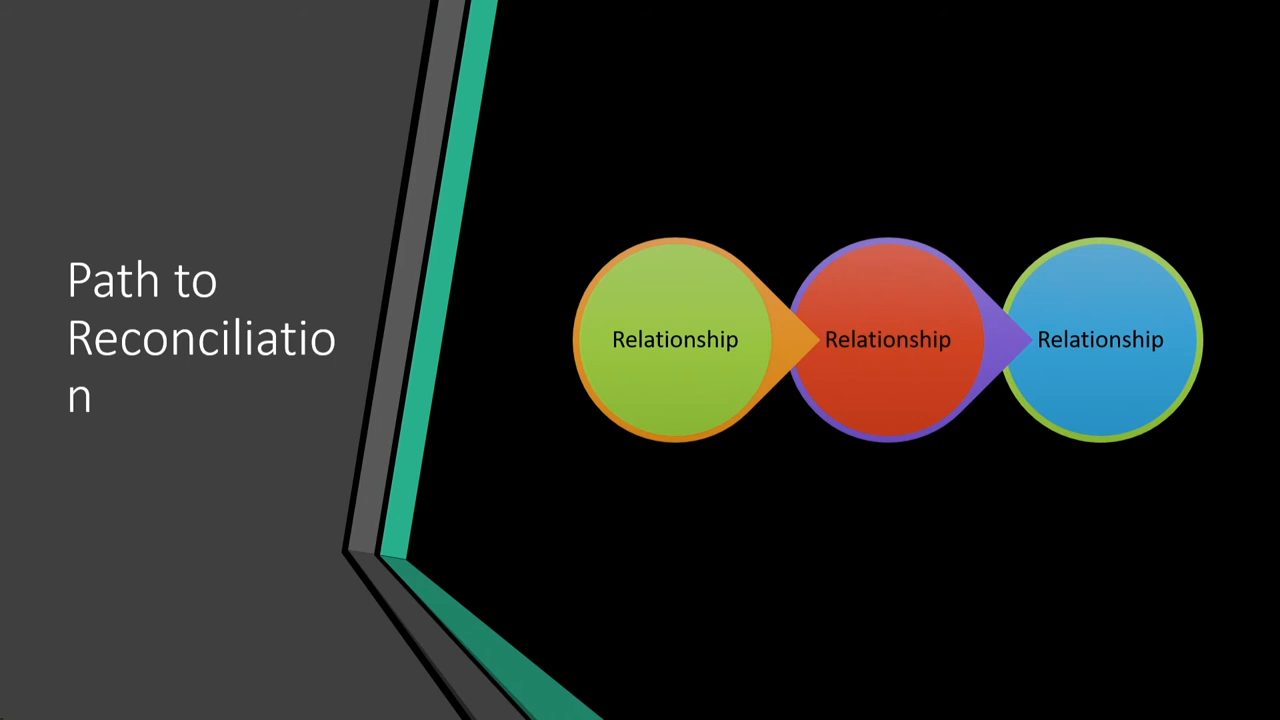 Path to
Reconciliatio
n
Relationship
Relationship
Relationship